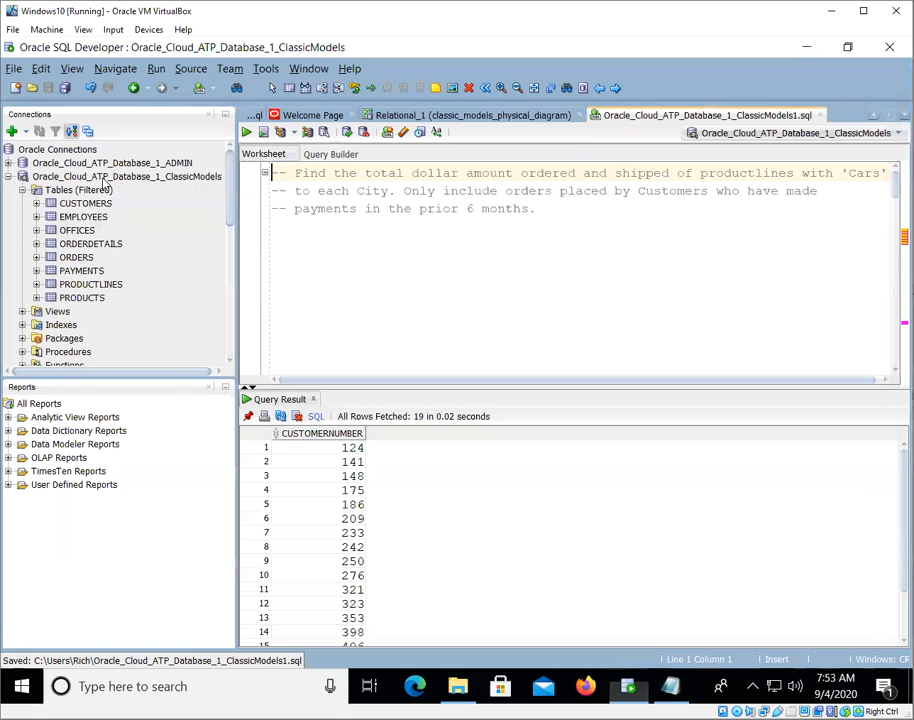 Windows10 [Running] - Oracle VM VirtualBox
File Machine View Input Devices Help
Oracle SQL Developer : Oracle_Cloud_ATP_Database_1_ClassicModels
File Edit View Navigate Run Source Team Tools Window Help
Connections
...ql Welcome Page Relational_1 (classic_models_physical_diagram) Oracle_Cloud_ATP_Database_1_ClassicModels1.sql
Oracle_Cloud_ATP_Database_1_ClassicModels
Worksheet Query Builder
Oracle Connections
Oracle_Cloud_ATP_Database_1_ADMIN
Oracle_Cloud_ATP_Database_1_ClassicModels
Tables (Filtered)
CUSTOMERS
EMPLOYEES
OFFICES
ORDERDETAILS
ORDERS
PAYMENTS
PRODUCTLINES
PRODUCTS
Views
Indexes
Packages
Procedures
Functions
-- Find the total dollar amount ordered and shipped of productlines with 'Cars'
-- to each City. Only include orders placed by Customers who have made
-- payments in the prior 6 months.
Reports
All Reports
Analytic View Reports
Data Dictionary Reports
Data Modeler Reports
OLAP Reports
TimesTen Reports
User Defined Reports
Query Result
SQL All Rows Fetched: 19 in 0.02 seconds
CUSTOMERNUMBER
1 124
2 141
3 148
4 175
5 186
6 209
7 233
8 242
9 250
10 276
11 321
12 323
13 353
14 398
15 406
Saved: C:\Users\Rich\Oracle_Cloud_ATP_Database_1_ClassicModels1.sql
Line 1 Column 1 Insert Windows: CR
Type here to search
7:53 AM
9/4/2020
1
Right Ctrl